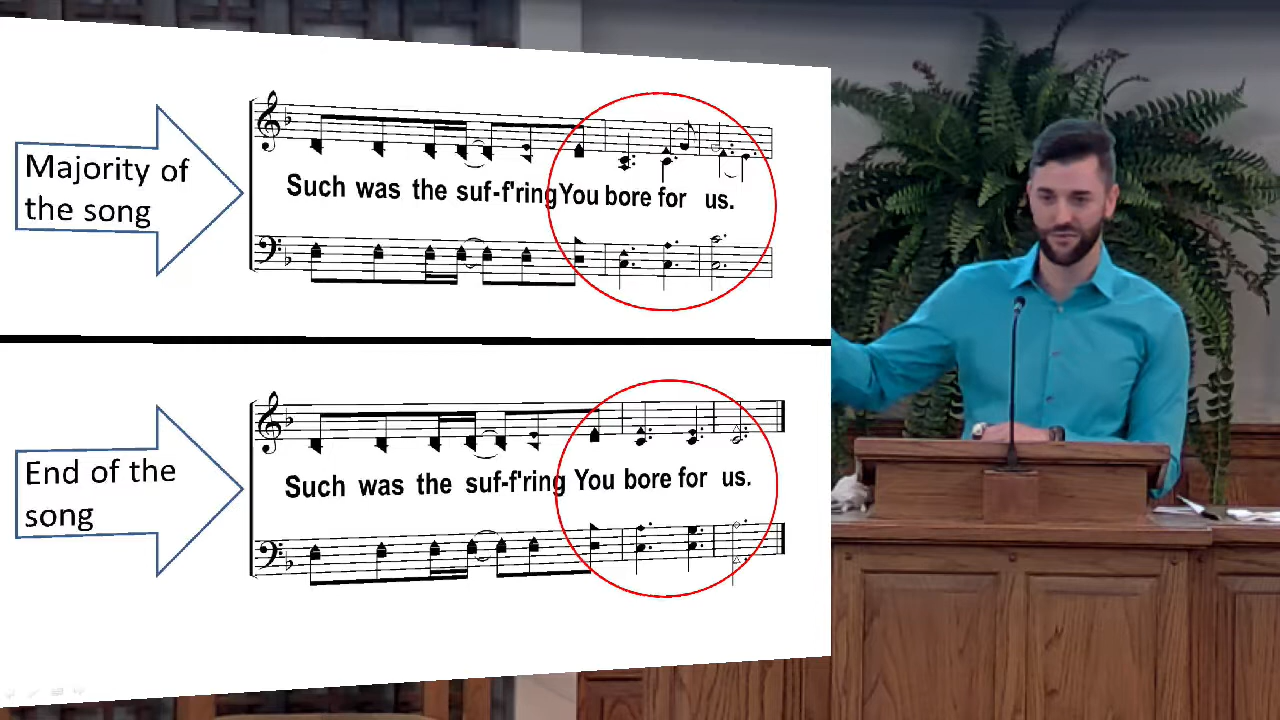 Majority of
the song
Such was the suf-f'ring You bore for us.
End of the
song
Such was the suf-f'ring You bore for us.